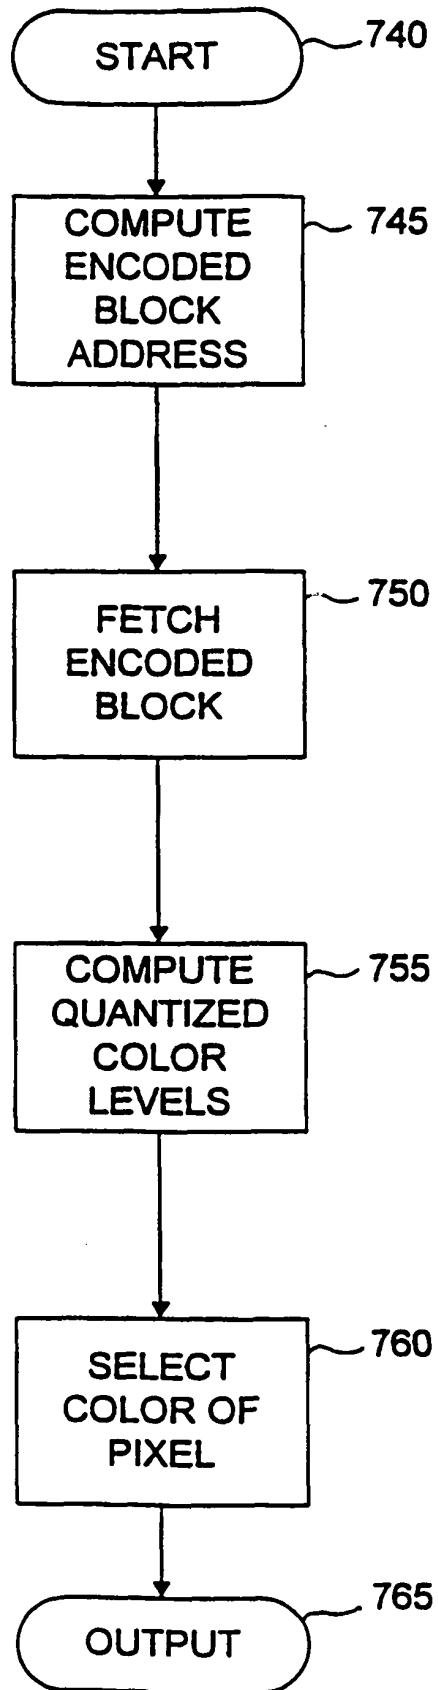 START
740
COMPUTE
ENCODED
BLOCK
ADDRESS
745
FETCH
ENCODED
BLOCK
750
COMPUTE
QUANTIZED
COLOR
LEVELS
755
SELECT
COLOR OF
PIXEL
760
OUTPUT
765